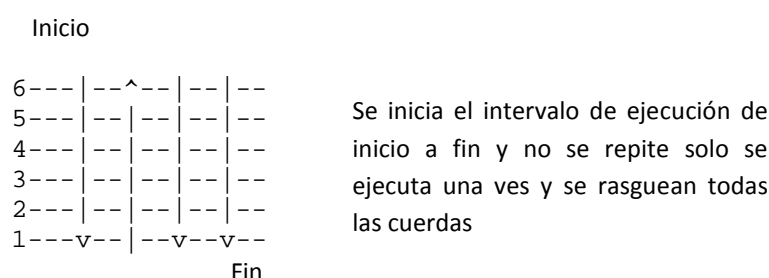 Inicio
6---|--^--|--|--
5---|--|--|--|--
4---|--|--|--|--
3---|--|--|--|--
2---|--|--|--|--
1---v--|--v--v--
Fin
Se inicia el intervalo de ejecución de
inicio a fin y no se repite solo se
ejecuta una ves y se rasguean todas
las cuerdas